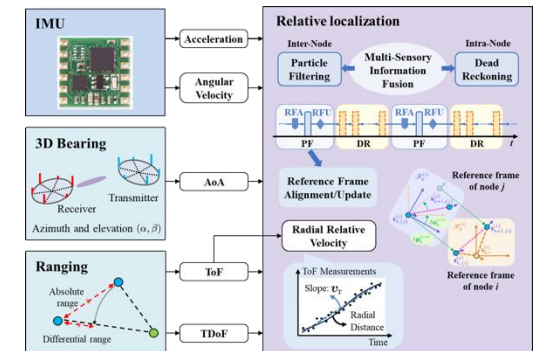 IMU
Acceleration
Angular
Velocity
3D Bearing
Transmitter
Receiver
Azimuth and elevation (α, β)
AoA
Ranging
Absolute
range
Differential range
ToF
TDoF
Relative localization
Inter-Node
Intra-Node
Particle
Filtering
Multi-Sensory
Information
Fusion
Dead
Reckoning
RFA
RFU
RFA
RFU
PF
DR
PF
DR
t
Reference Frame
Alignment/Update
Reference frame
of node j
Radial Relative
Velocity
Reference frame
of node i
ToF Measurements
Slope: 𝒗r
Radial
Distance
Time